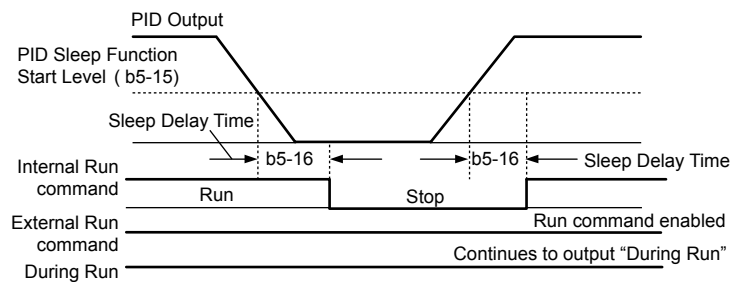 PID Output
PID Sleep Function
Start Level ( b5-15)
Sleep Delay Time
b5-16
b5-16
Sleep Delay Time
Internal Run
command
Run
Stop
External Run
command
Run command enabled
Continues to output “During Run”
During Run